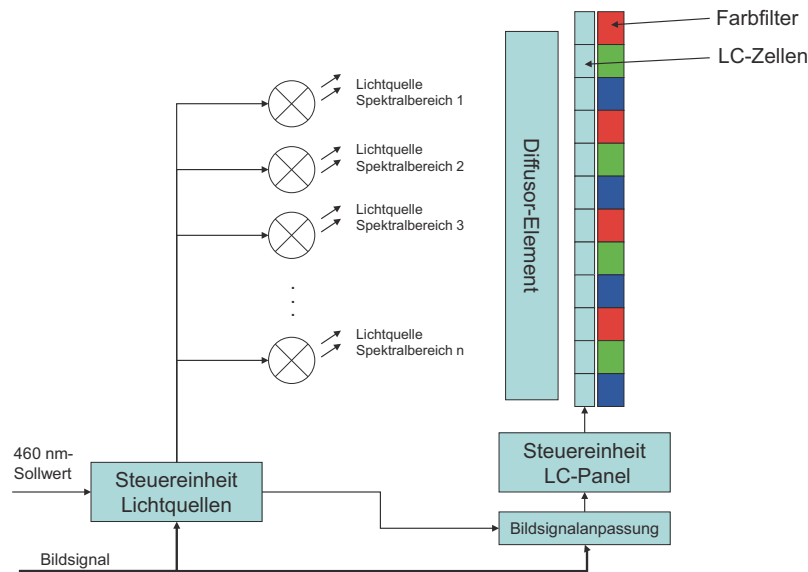 Farbfilter
LC-Zellen
Lichtquelle
Spektralbereich 1
Lichtquelle
Spektralbereich 2
Lichtquelle
Spektralbereich 3
Lichtquelle
Spektralbereich n
Diffusor-Element
460 nm-
Sollwert
Steuereinheit
Lichtquellen
Steuereinheit
LC-Panel
Bildsignalanpassung
Bildsignal